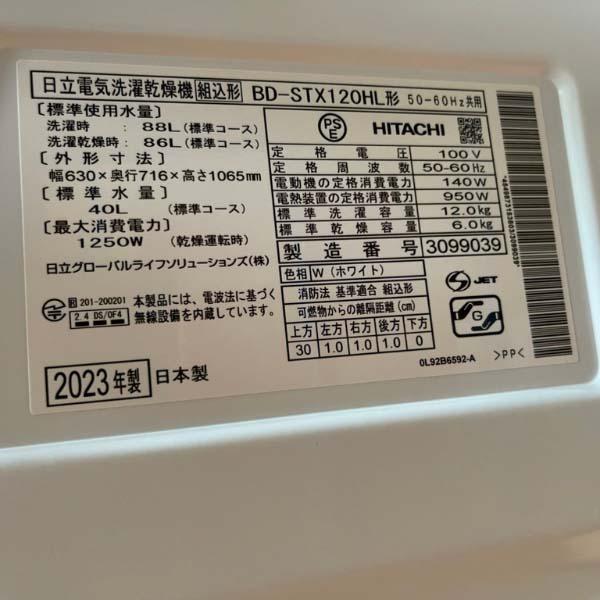 日立電気洗濯乾燥機 組込形 BD-STX120HL形 50-60Hz共用
[標準使用水量]
洗濯時 : 88L(標準コース)
洗濯乾燥時 : 86L(標準コース)
[外形寸法]
幅630×奥行716×高さ1065mm
[標準水量]
40L (標準コース)
[最大消費電力]
1250W (乾燥運転時)
日立グローバルライフソリューションズ(株)
R 201-200201
2.4 DS/OF4
本製品には、電波法に基づく
無線設備を内蔵しています。
2023年製 日本製
PSE HITACHI
定格電圧 100V
定格周波数 50-60Hz
電動機の定格消費電力 140W
電熱装置の定格消費電力 950W
標準洗濯容量 12.0kg
標準乾燥容量 6.0kg
製造番号 3099039
色相 W(ホワイト)
消防法 基準適合 組込形
可燃物からの離隔距離(cm)
上方 左方 右方 後方 下方
30 1.0 1.0 1.0 0
S JET
G
0L92B6592-A >PP<